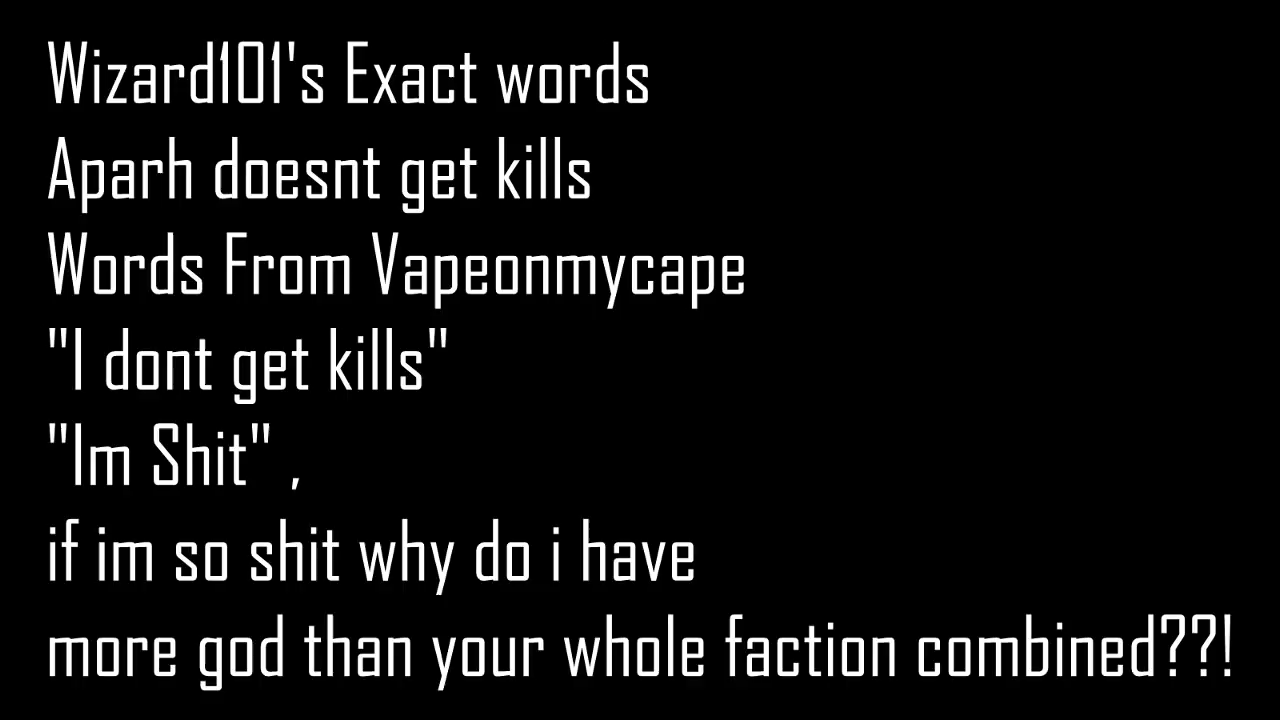 Wizard101's Exact words
Aparh doesnt get kills
Words From Vapeonmycape
"I dont get kills"
"Im Shit" ,
if im so shit why do i have
more god than your whole faction combined??!